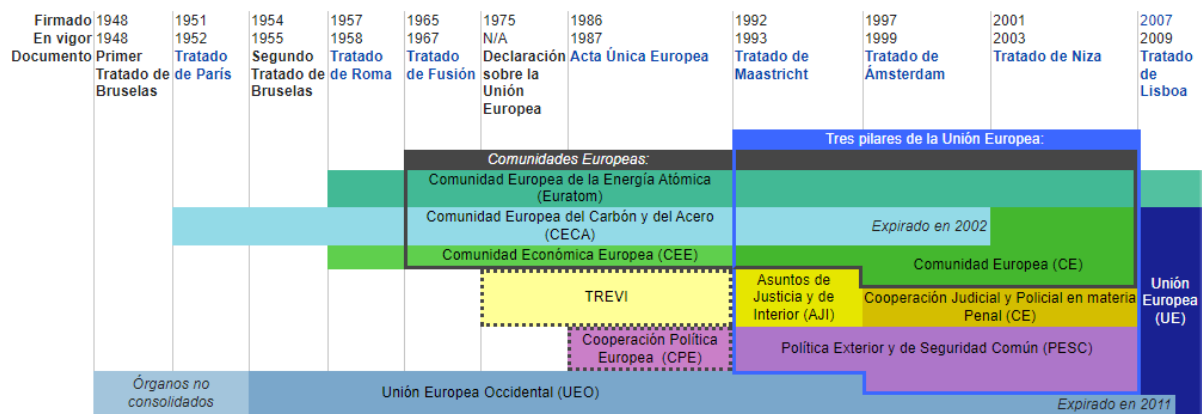 Firmado 1948 1951 1954 1957 1965 1975 1986 1992 1997 2001 2007
En vigor 1948 1952 1955 1958 1967 N/A 1987 1993 1999 2003 2009
Documento Primer Tratado de Bruselas
Tratado de París
Segundo Tratado de Bruselas
Tratado de Roma
Tratado de Fusión
Declaración sobre la Unión Europea
Acta Única Europea
Tratado de Maastricht
Tratado de Ámsterdam
Tratado de Niza
Tratado de Lisboa
Tres pilares de la Unión Europea:
Comunidades Europeas:
Comunidad Europea de la Energía Atómica
(Euratom)
Comunidad Europea del Carbón y del Acero
(CECA)
Expirado en 2002
Comunidad Económica Europea (CEE)
Comunidad Europea (CE)
TREVI
Asuntos de
Justicia y de
Interior (AJI)
Cooperación Judicial y Policial en materia
Penal (CE)
Unión
Europea
(UE)
Cooperación Política
Europea (CPE)
Política Exterior y de Seguridad Común (PESC)
Órganos no
consolidados
Unión Europea Occidental (UEO)
Expirado en 2011